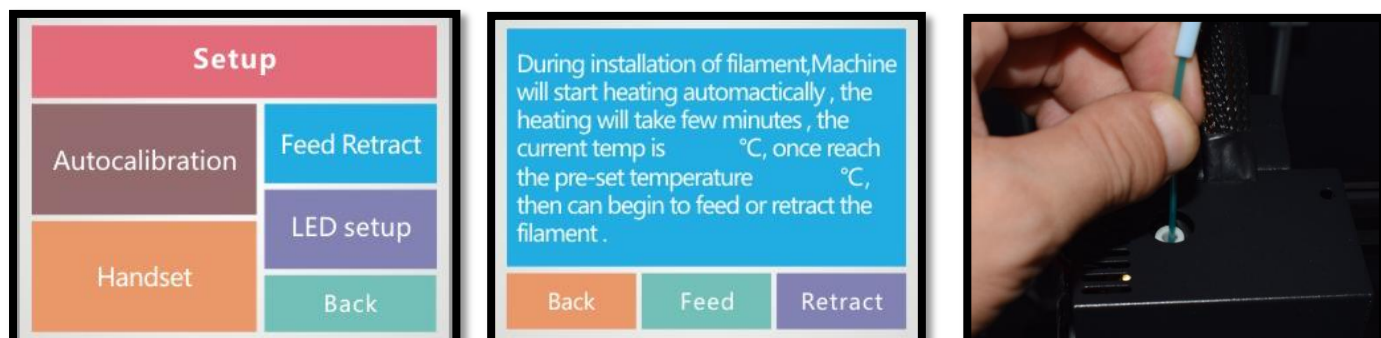 Setup
Autocalibration
Feed Retract
LED setup
Handset
Back
During installation of filament,Machine
will start heating automactically , the
heating will take few minutes , the
current temp is °C, once reach
the pre-set temperature °C,
then can begin to feed or retract the
filament .
Back Feed Retract